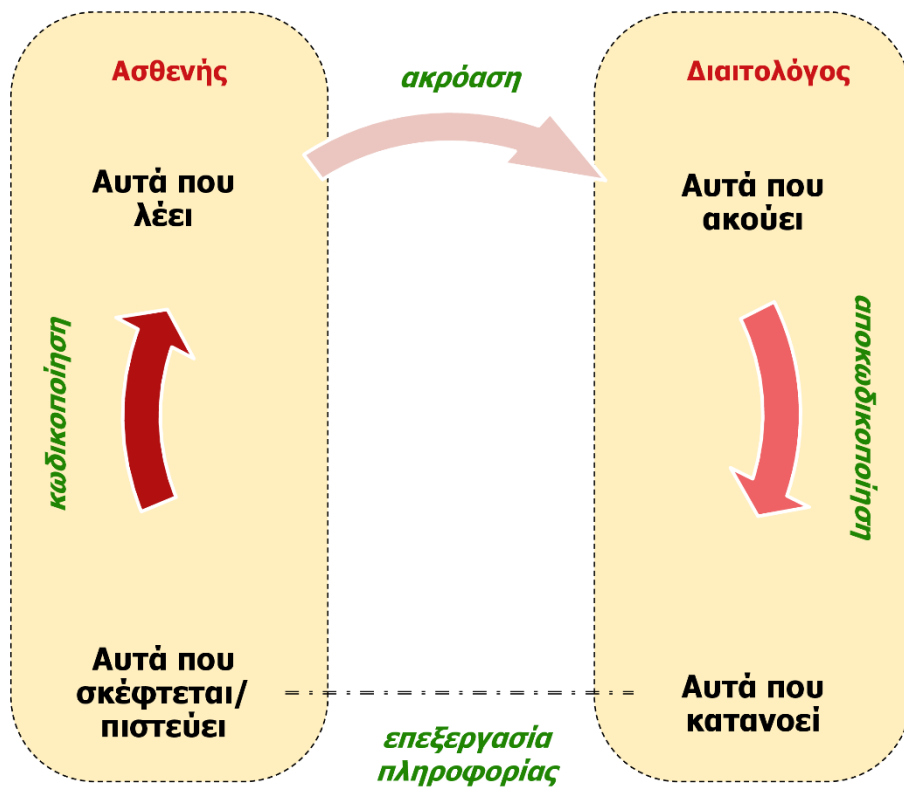 Ασθενής
ακρόαση
Διαιτολόγος
Αυτά που
λέει
Αυτά που
ακούει
κωδικοποίηση
αποκωδικοποίηση
Αυτά που
σκέφτεται/
πιστεύει
Αυτά που
κατανοεί
επεξεργασία
πληροφορίας